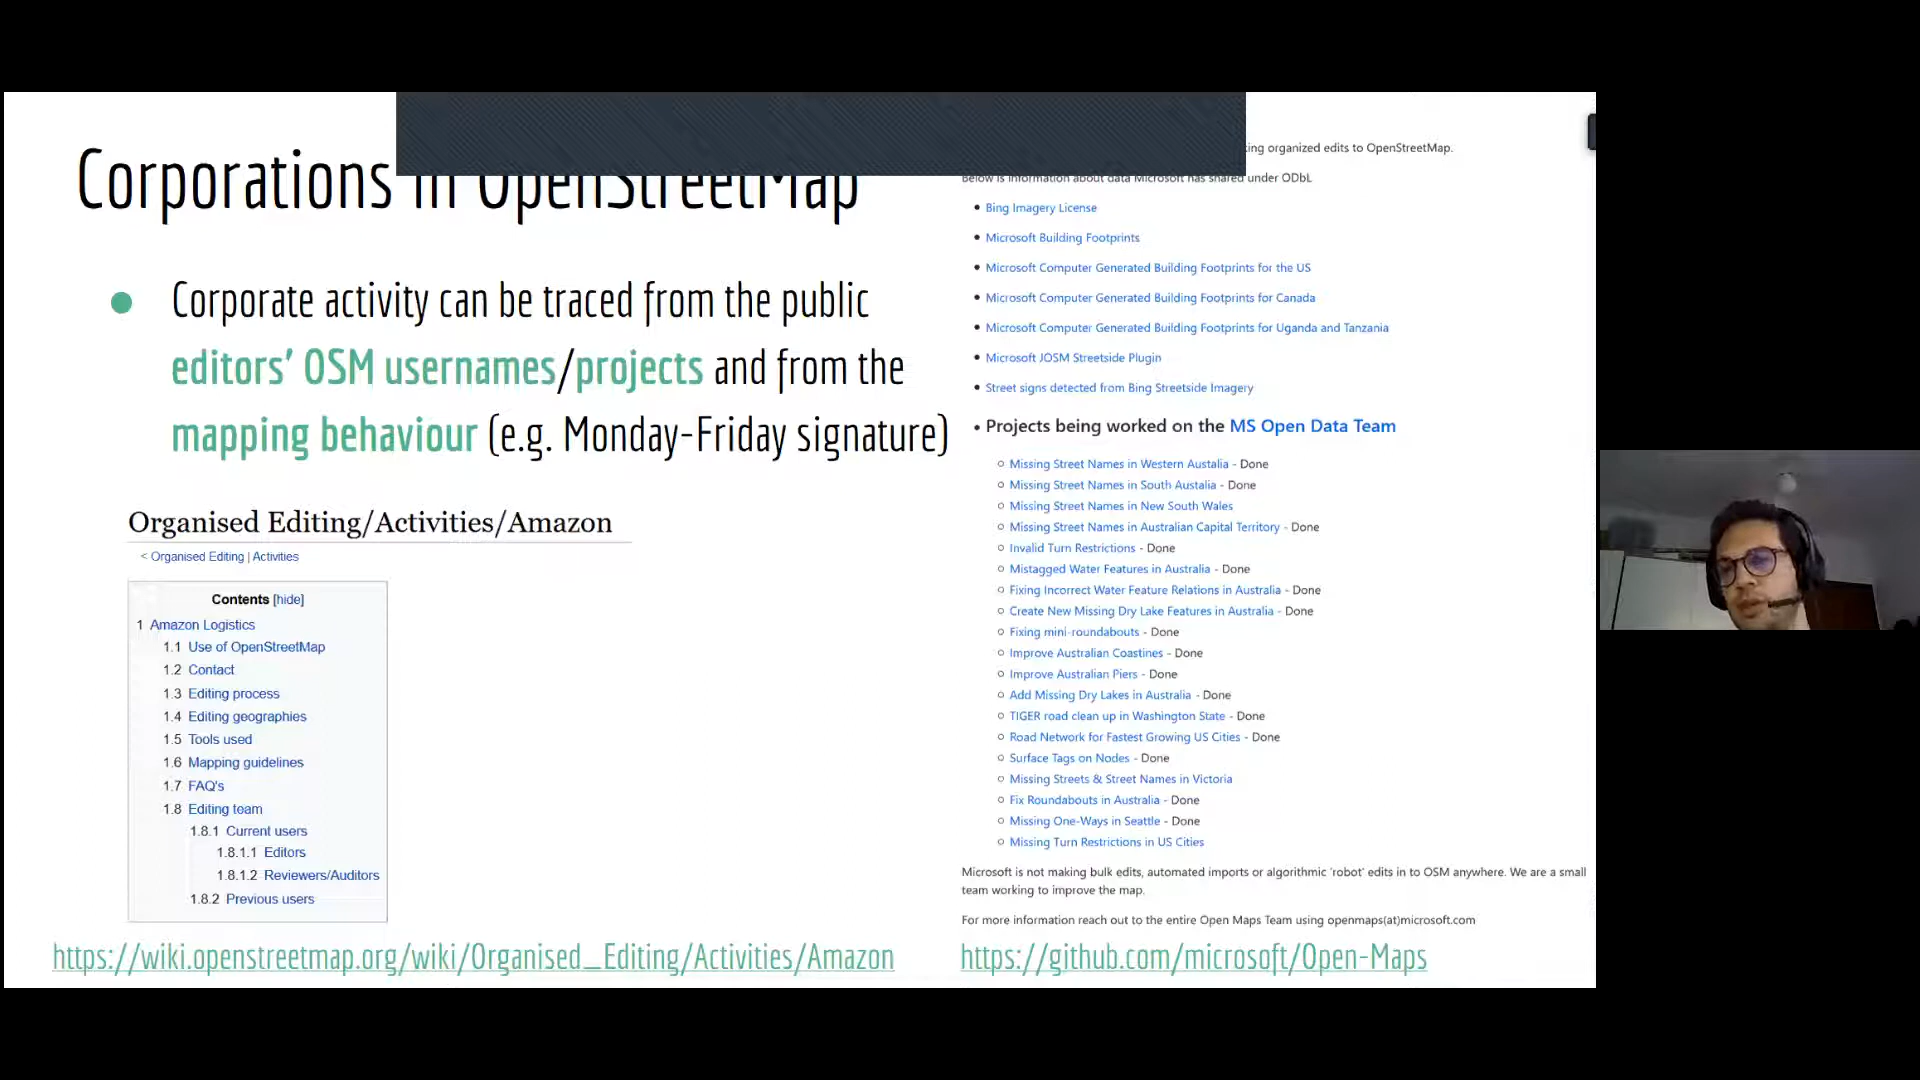 Corporations in OpenStreetMap
Corporate activity can be traced from the public
editors' OSM usernames/projects and from the
mapping behaviour (e.g. Monday-Friday signature)
Organised Editing/Activities/Amazon
< Organised Editing | Activities
Contents [hide]
1 Amazon Logistics
1.1 Use of OpenStreetMap
1.2 Contact
1.3 Editing process
1.4 Editing geographies
1.5 Tools used
1.6 Mapping guidelines
1.7 FAQ's
1.8 Editing team
1.8.1 Current users
1.8.1.1 Editors
1.8.1.2 Reviewers/Auditors
1.8.2 Previous users
https://wiki.openstreetmap.org/wiki/Organised_Editing/Activities/Amazon
organized edits to OpenStreetMap.
Below is information about data Microsoft has shared under ODbL
Bing Imagery License
Microsoft Building Footprints
Microsoft Computer Generated Building Footprints for the US
Microsoft Computer Generated Building Footprints for Canada
Microsoft Computer Generated Building Footprints for Uganda and Tanzania
Microsoft JOSM Streetside Plugin
Street signs detected from Bing Streetside Imagery
Projects being worked on the MS Open Data Team
Missing Street Names in Western Austalia - Done
Missing Street Names in South Austalia - Done
Missing Street Names in New South Wales
Missing Street Names in Australian Capital Territory - Done
Invalid Turn Restrictions - Done
Mistagged Water Features in Australia - Done
Fixing Incorrect Water Feature Relations in Australia - Done
Create New Missing Dry Lake Features in Australia - Done
Fixing mini-roundabouts - Done
Improve Australian Coastines - Done
Improve Australian Piers - Done
Add Missing Dry Lakes in Australia - Done
TIGER road clean up in Washington State - Done
Road Network for Fastest Growing US Cities - Done
Surface Tags on Nodes - Done
Missing Streets & Street Names in Victoria
Fix Roundabouts in Australia - Done
Missing One-Ways in Seattle - Done
Missing Turn Restrictions in US Cities
Microsoft is not making bulk edits, automated imports or algorithmic 'robot' edits in to OSM anywhere. We are a small
team working to improve the map.
For more information reach out to the entire Open Maps Team using openmaps(at)microsoft.com
https://github.com/microsoft/Open-Maps